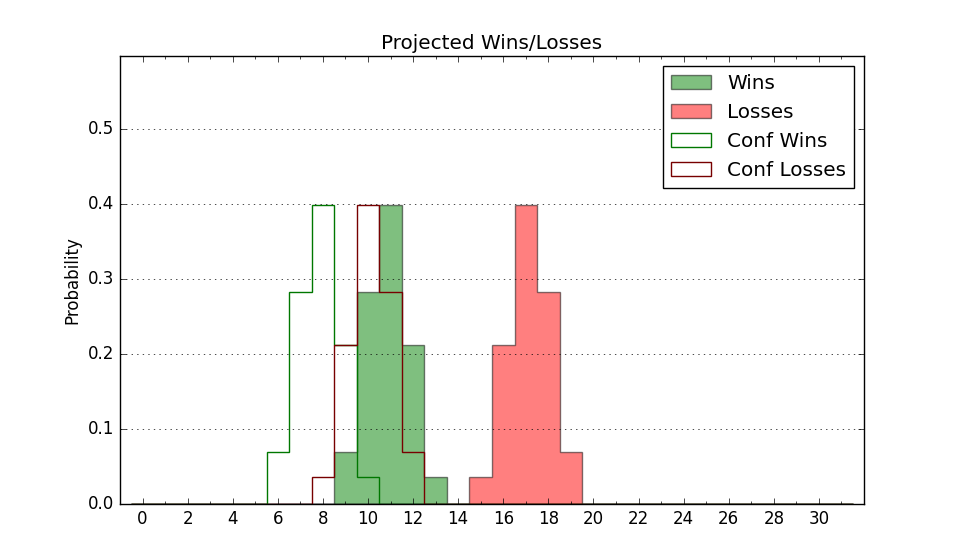 Projected Wins/Losses
Wins
Losses
Conf Wins
Conf Losses
Probability
0.5
0.4
0.3
0.2
0.1
0.0
0 2 4 6 8 10 12 14 16 18 20 22 24 26 28 30